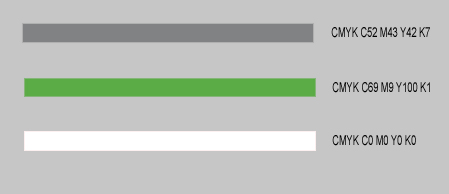 CMYK C52 M43 Y42 K7
CMYK C69 M9 Y100 K1
CMYK C0 M0 Y0 K0